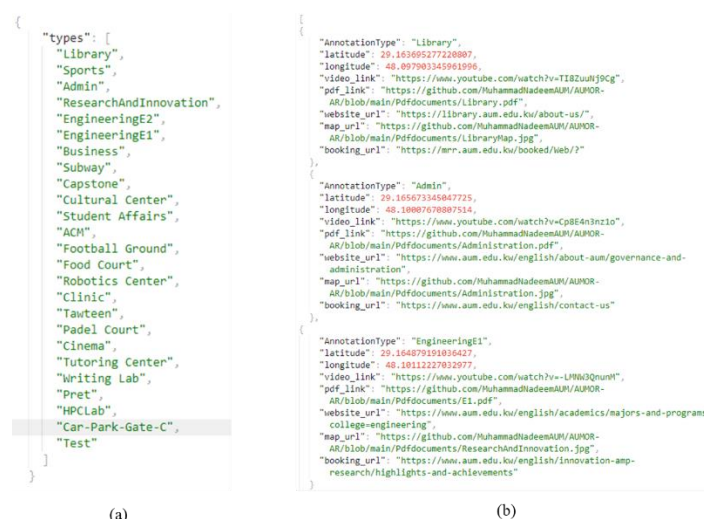 {
"types": [
"Library",
"Sports",
"Admin",
"ResearchAndInnovation",
"EngineeringE2",
"EngineeringE1",
"Business",
"Subway",
"Capstone",
"Cultural Center",
"Student Affairs",
"ACM",
"Football Ground",
"Food Court",
"Robotics Center",
"Clinic",
"Tawteen",
"Padel Court",
"Cinema",
"Tutoring Center",
"Writing Lab",
"Pret",
"HPCLab",
"Car-Park-Gate-C",
"Test"
]
}
(a)
[
{
"AnnotationType": "Library",
"latitude": 29.163695277220807,
"longitude": 48.097903345961996,
"video_link": "https://www.youtube.com/watch?v=TI8ZuuNj9Cg",
"pdf_link": "https://github.com/MuhammadNadeemAUM/AUMOR-
AR/blob/main/Pdfdocuments/Library.pdf",
"website_url": "https://library.aum.edu.kw/about-us/",
"map_url": "https://github.com/MuhammadNadeemAUM/AUMOR-
AR/blob/main/Pdfdocuments/LibraryMap.jpg",
"booking_url": "https://mrr.aum.edu.kw/booked/Web/?"
},
{
"AnnotationType": "Admin",
"latitude": 29.165673345047725,
"longitude": 48.10007670807514,
"video_link": "https://www.youtube.com/watch?v=Cp8E4n3nz1o",
"pdf_link": "https://github.com/MuhammadNadeemAUM/AUMOR-
AR/blob/main/Pdfdocuments/Administration.pdf",
"website_url": "https://www.aum.edu.kw/english/about-aum/governance-and-
administration",
"map_url": "https://github.com/MuhammadNadeemAUM/AUMOR-
AR/blob/main/Pdfdocuments/Administration.jpg",
"booking_url": "https://www.aum.edu.kw/english/contact-us"
},
{
"AnnotationType": "EngineeringE1",
"latitude": 29.164879191036427,
"longitude": 48.10112227032977,
"video_link": "https://www.youtube.com/watch?v=-LMNW3QnunM",
"pdf_link": "https://github.com/MuhammadNadeemAUM/AUMOR-
AR/blob/main/Pdfdocuments/E1.pdf",
"website_url": "https://www.aum.edu.kw/english/academics/majors-and-programs
college=engineering",
"map_url": "https://github.com/MuhammadNadeemAUM/AUMOR-
AR/blob/main/Pdfdocuments/ResearchAndInnovation.jpg",
"booking_url": "https://www.aum.edu.kw/english/innovation-amp-
research/highlights-and-achievements"
}
(b)